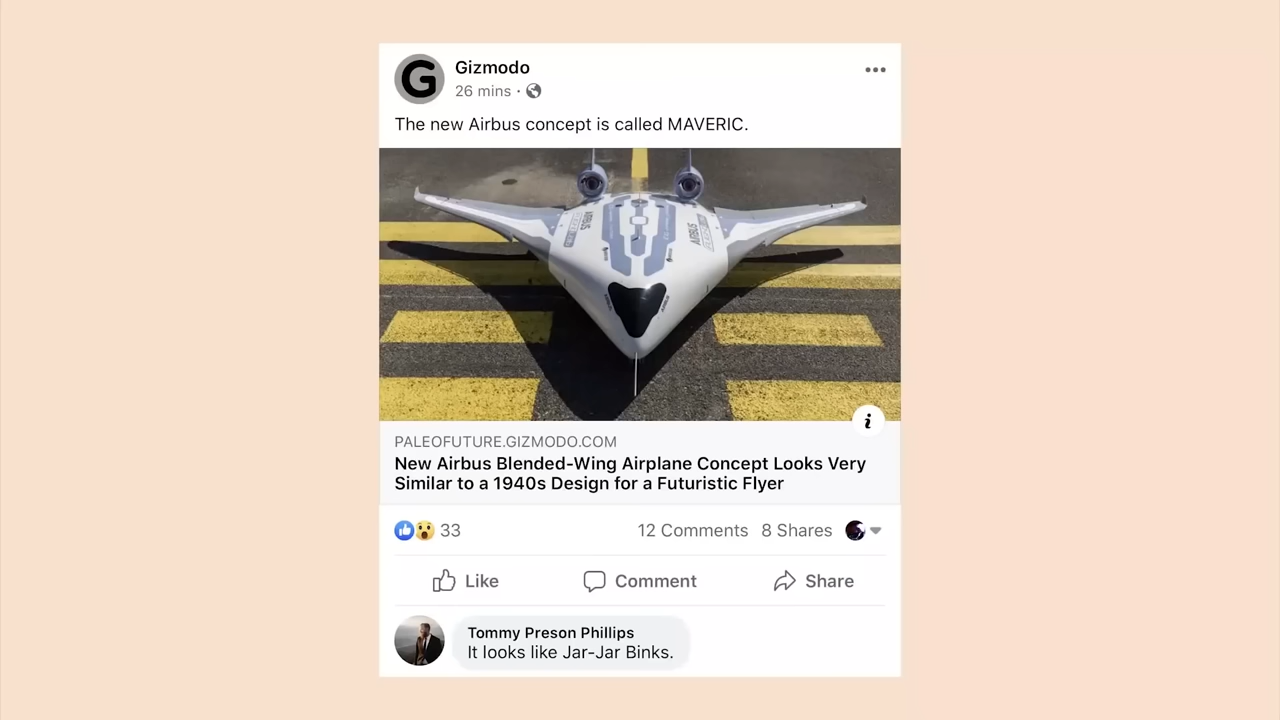 G
Gizmodo
26 mins ·
The new Airbus concept is called MAVERIC.
AIRBUS
AIRBUS
i
PALEOFUTURE.GIZMODO.COM
New Airbus Blended-Wing Airplane Concept Looks Very
Similar to a 1940s Design for a Futuristic Flyer
33
12 Comments 8 Shares
Like
Comment
Share
Tommy Preson Phillips
It looks like Jar-Jar Binks.